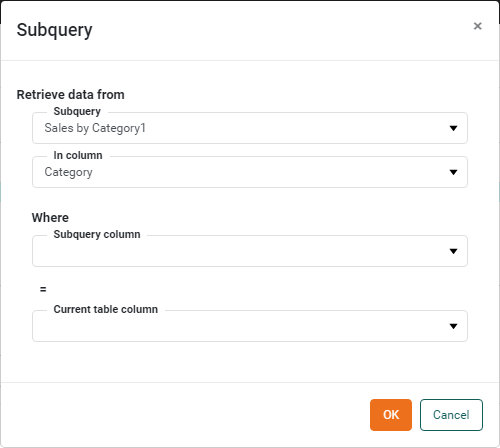 Subquery
×
Retrieve data from
Subquery
Sales by Category1
In column
Category
Where
Subquery column
=
Current table column
OK Cancel